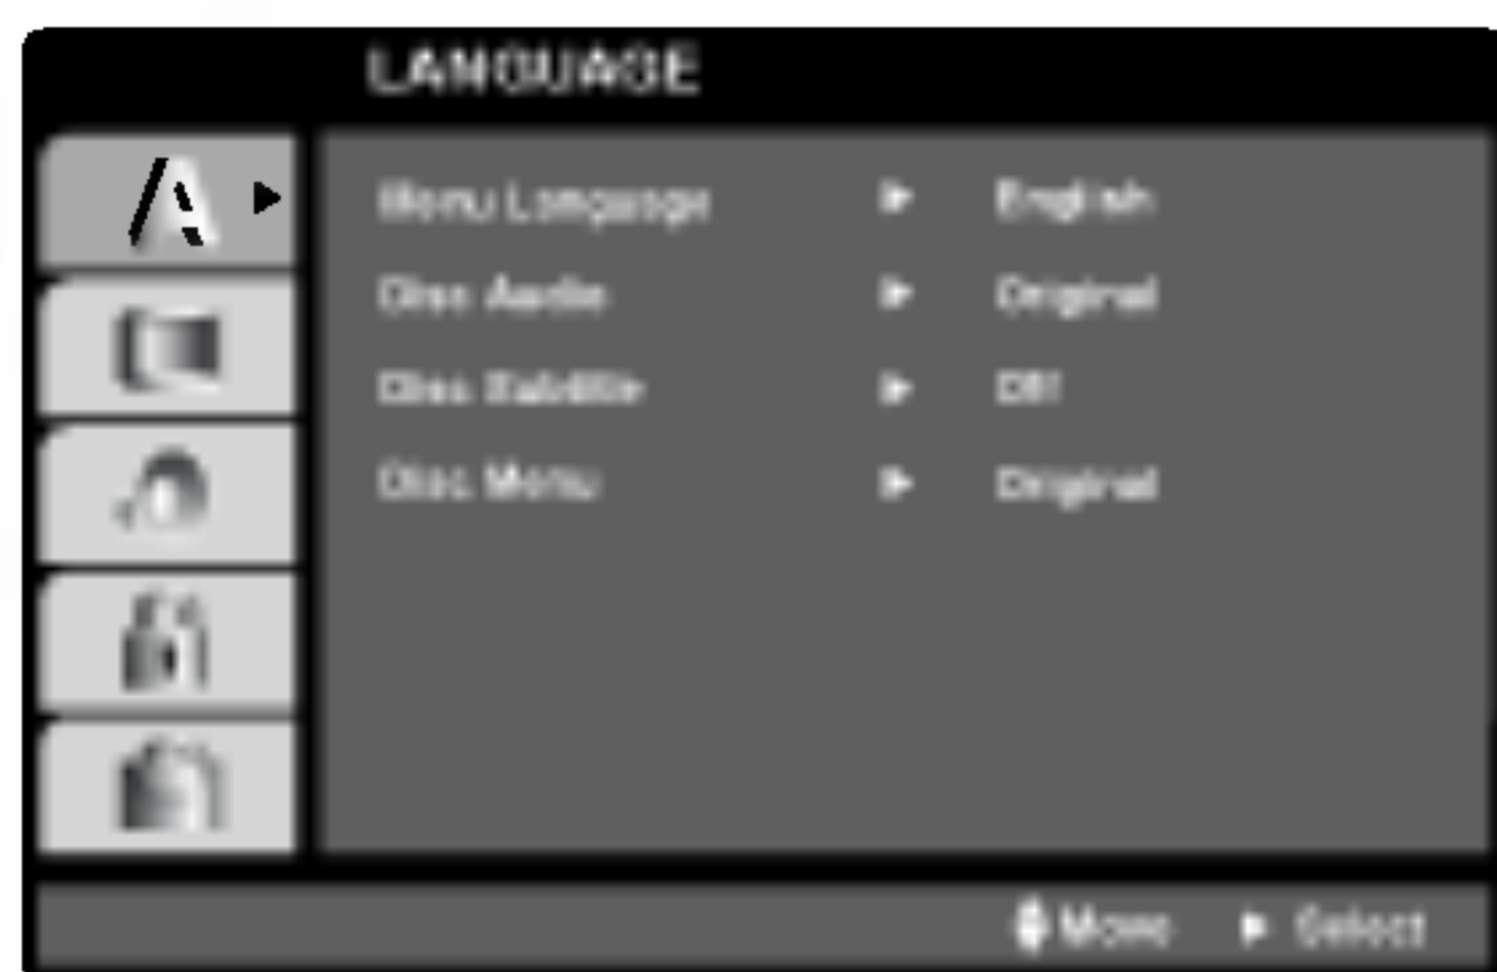 LANGUAGE
Menu Language ► English
Disc Audio ► Original
Disc Subtitle ► Off
Disc Menu ► Original
Move ► Select